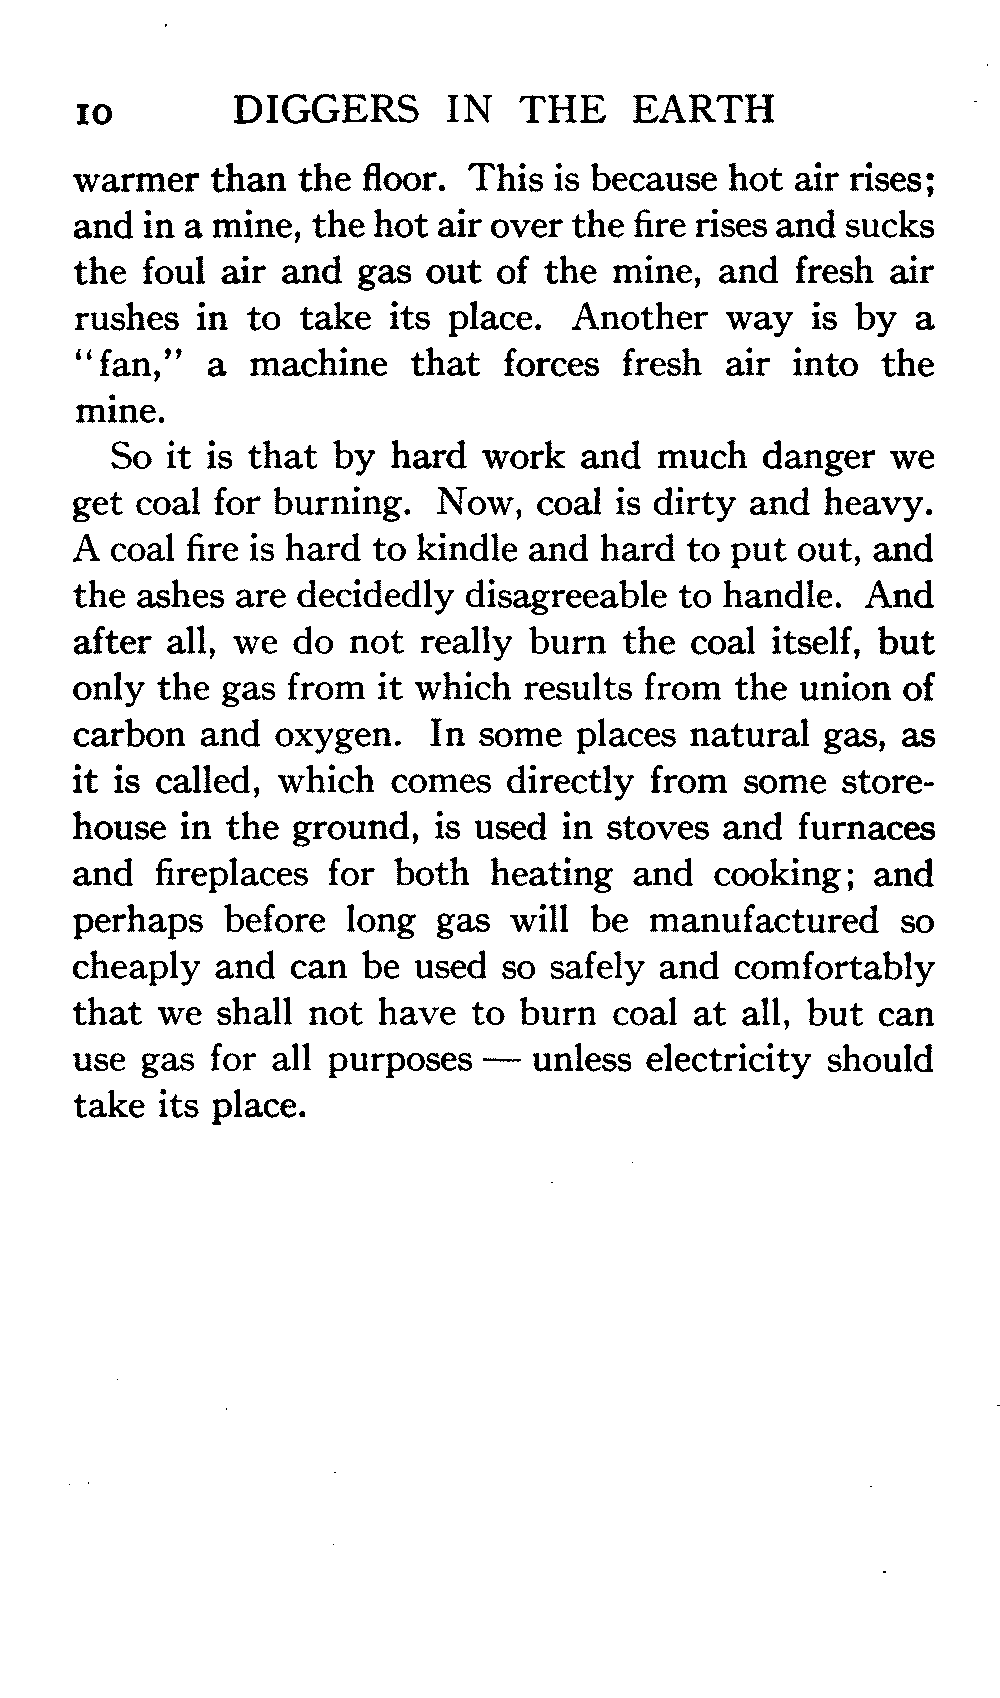 10 DIGGERS IN THE EARTH
warmer than the floor. This is because hot air rises;
and in a mine, the hot air over the fire rises and sucks
the foul air and gas out of the mine, and fresh air
rushes in to take its place. Another way is by a
“fan,” a machine that forces fresh air into the
mine.
So it is that by hard work and much danger we
get coal for burning. Now, coal is dirty and heavy.
A coal fire is hard to kindle and hard to put out, and
the ashes are decidedly disagreeable to handle. And
after all, we do not really burn the coal itself, but
only the gas from it which results from the union of
carbon and oxygen. In some places natural gas, as
it is called, which comes directly from some store-
house in the ground, is used in stoves and furnaces
and fireplaces for both heating and cooking; and
perhaps before long gas will be manufactured so
cheaply and can be used so safely and comfortably
that we shall not have to burn coal at all, but can
use gas for all purposes — unless electricity should
take its place.